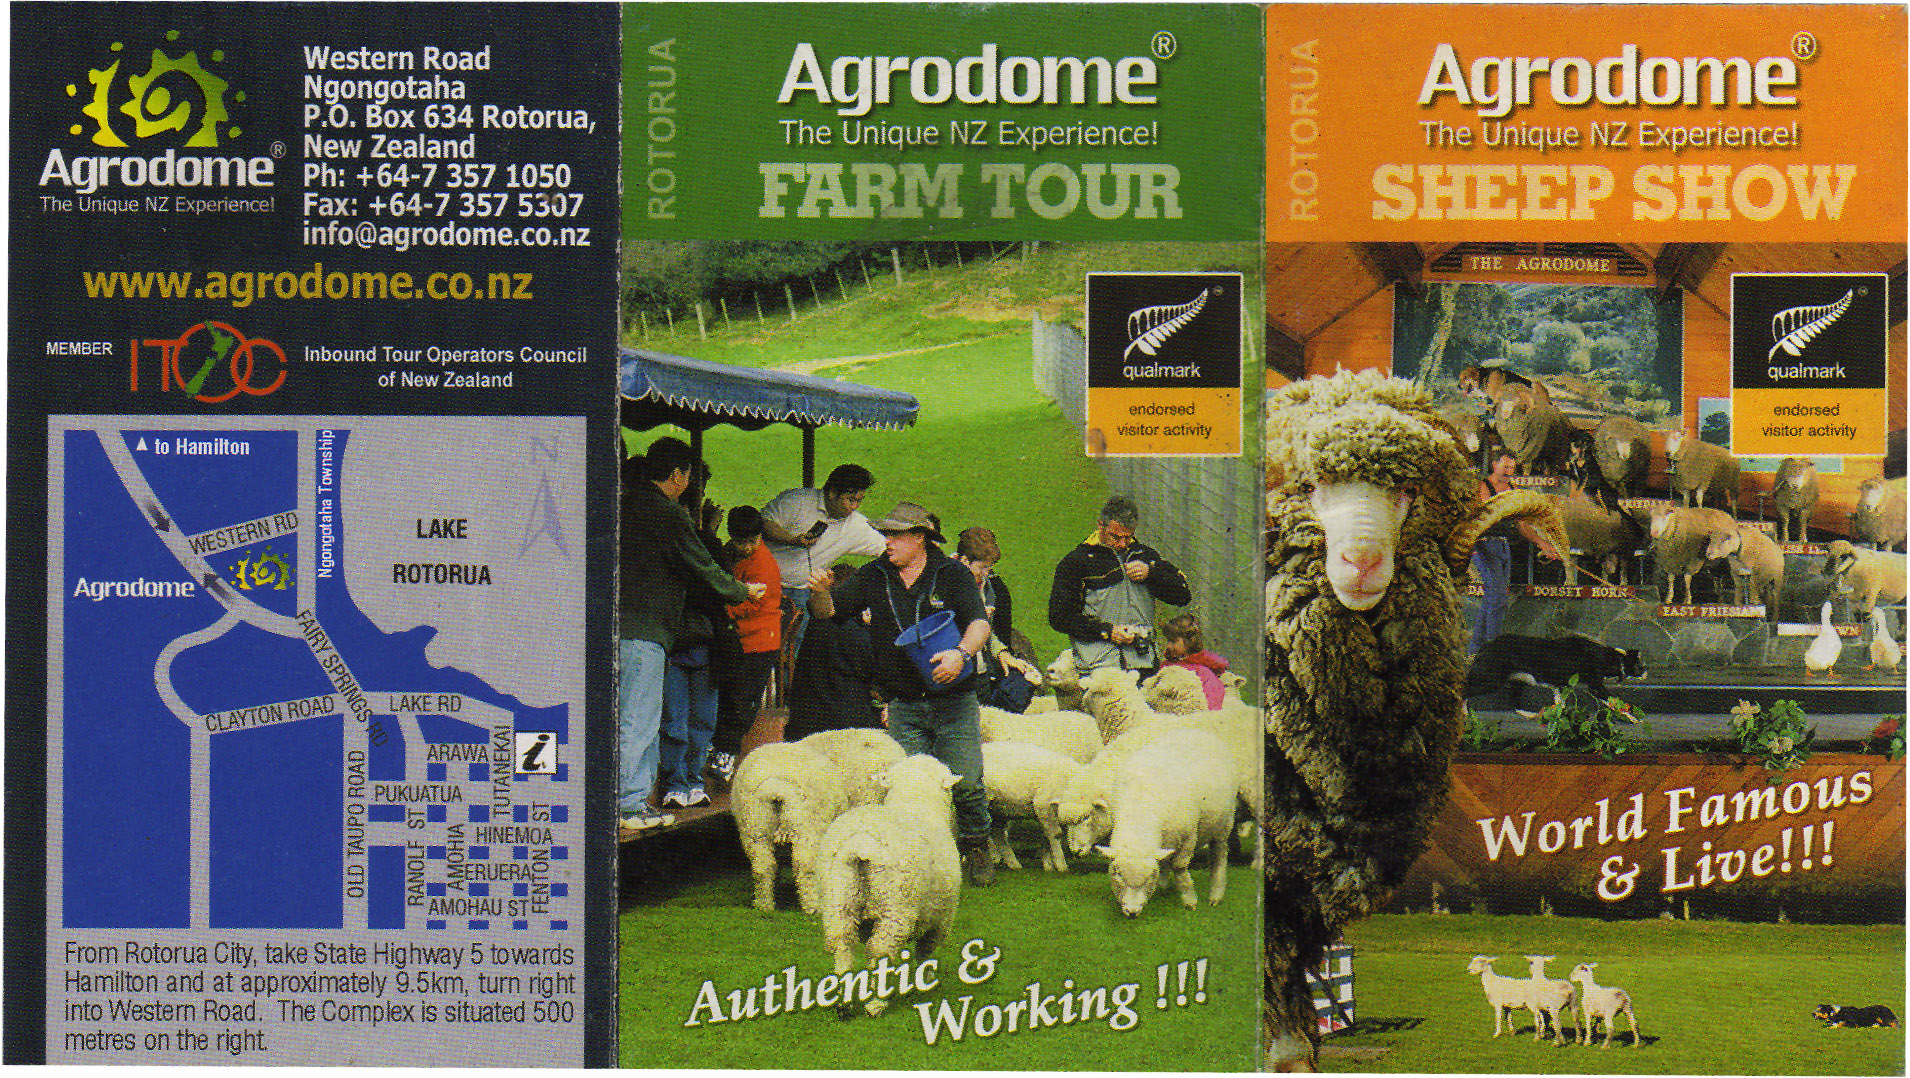 Agrodome®
The Unique NZ Experience!
Western Road
Ngongotaha
P.O. Box 634 Rotorua,
New Zealand
Ph: +64-7 357 1050
Fax: +64-7 357 5307
info@agrodome.co.nz
www.agrodome.co.nz
MEMBER
ITOC
Inbound Tour Operators Council
of New Zealand
to Hamilton
N
Ngongotaha Township
WESTERN RD
LAKE
ROTORUA
Agrodome
FAIRY SPRINGS RD
CLAYTON ROAD
LAKE RD
ARAWA
TUTANEKAI
i
OLD TAUPO ROAD
PUKUATUA
RANOLF ST
AMOHIA
HINEMOA
ERUERA
FENTON ST
AMOHAU ST
From Rotorua City, take State Highway 5 towards
Hamilton and at approximately 9.5km, turn right
into Western Road. The Complex is situated 500
metres on the right.
ROTORUA
Agrodome®
The Unique NZ Experience!
FARM TOUR
qualmark
endorsed
visitor activity
Authentic &
Working !!!
ROTORUA
Agrodome®
The Unique NZ Experience!
SHEEP SHOW
THE AGRODOME
qualmark
endorsed
visitor activity
MERINO
DORSET HORN
EAST FRIESIAN
World Famous
& Live!!!